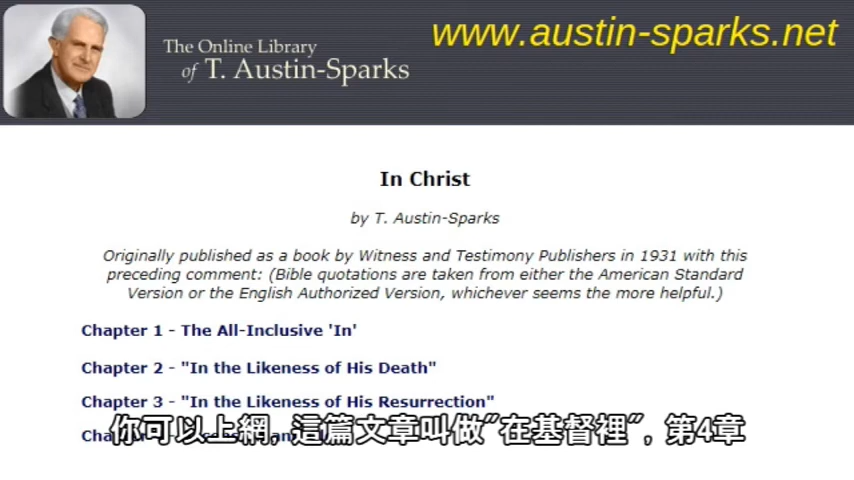 www.austin-sparks.net
The Online Library
of T. Austin-Sparks
In Christ
by T. Austin-Sparks
Originally published as a book by Witness and Testimony Publishers in 1931 with this
preceding comment: (Bible quotations are taken from either the American Standard
Version or the English Authorized Version, whichever seems the more helpful.)
Chapter 1 - The All-Inclusive 'In'
Chapter 2 - "In the Likeness of His Death"
Chapter 3 - "In the Likeness of His Resurrection"
你可以上網, 這篇文章叫做"在基督裡", 第4章